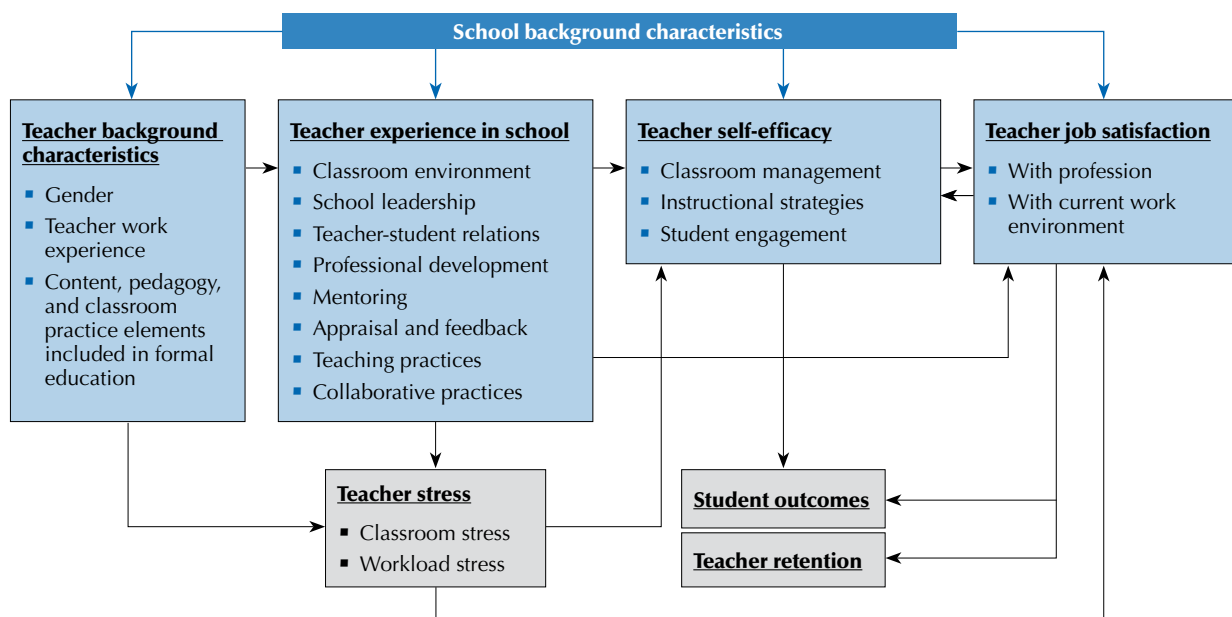 School background characteristics
Teacher background
characteristics
Gender
Teacher work
experience
Content, pedagogy,
and classroom
practice elements
included in formal
education
Teacher experience in school
Classroom environment
School leadership
Teacher-student relations
Professional development
Mentoring
Appraisal and feedback
Teaching practices
Collaborative practices
Teacher self-efficacy
Classroom management
Instructional strategies
Student engagement
Teacher job satisfaction
With profession
With current work
environment
Teacher stress
Classroom stress
Workload stress
Student outcomes
Teacher retention